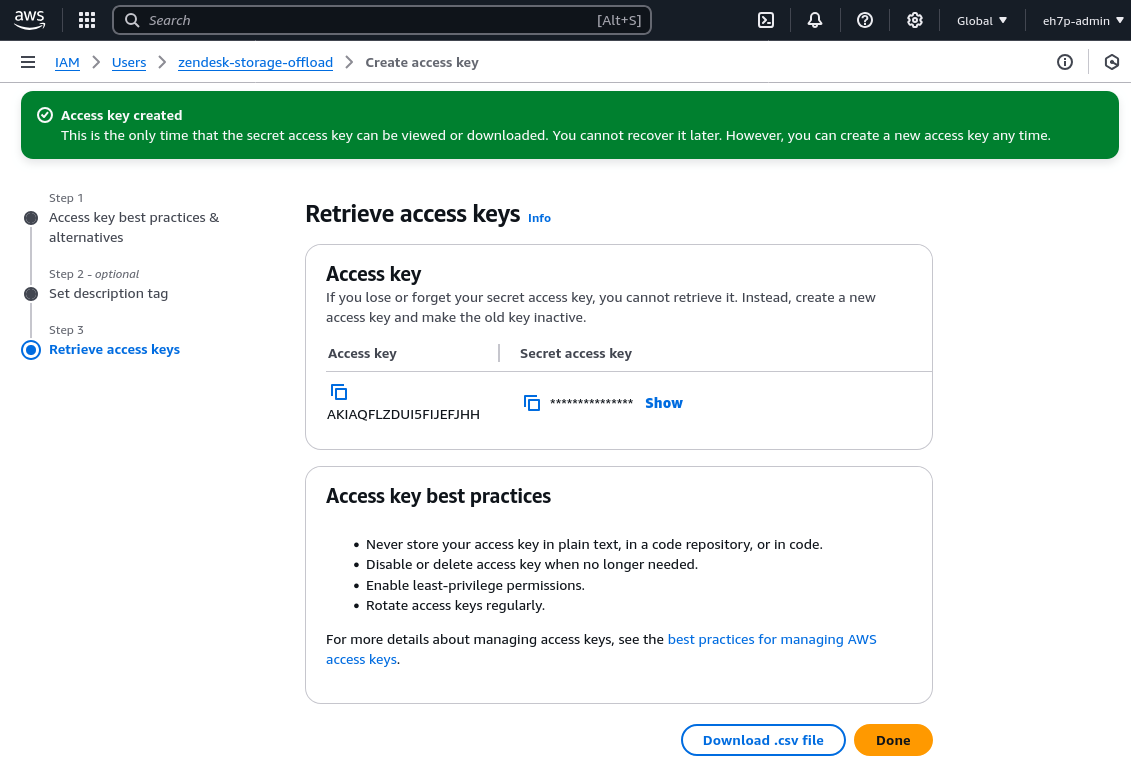 aws
Search
[Alt+S]
Global
eh7p-admin
IAM
Users
zendesk-storage-offload
Create access key
Access key created
This is the only time that the secret access key can be viewed or downloaded. You cannot recover it later. However, you can create a new access key any time.
Step 1
Access key best practices &
alternatives
Step 2 - optional
Set description tag
Step 3
Retrieve access keys
Retrieve access keys Info
Access key
If you lose or forget your secret access key, you cannot retrieve it. Instead, create a new
access key and make the old key inactive.
Access key
Secret access key
AKIAQFLZDUI5FIJEFJHH
*************** Show
Access key best practices
• Never store your access key in plain text, in a code repository, or in code.
• Disable or delete access key when no longer needed.
• Enable least-privilege permissions.
• Rotate access keys regularly.
For more details about managing access keys, see the best practices for managing AWS
access keys.
Download .csv file
Done